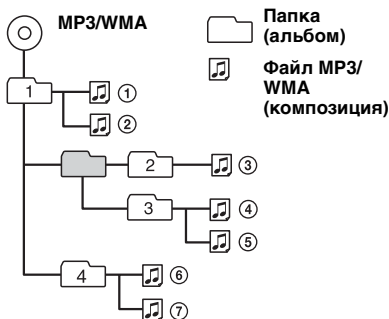 MP3/WMA
Папка
(альбом)
Файл MP3/
WMA
(композиция)
1
①
②
2
③
3
④
⑤
4
⑥
⑦